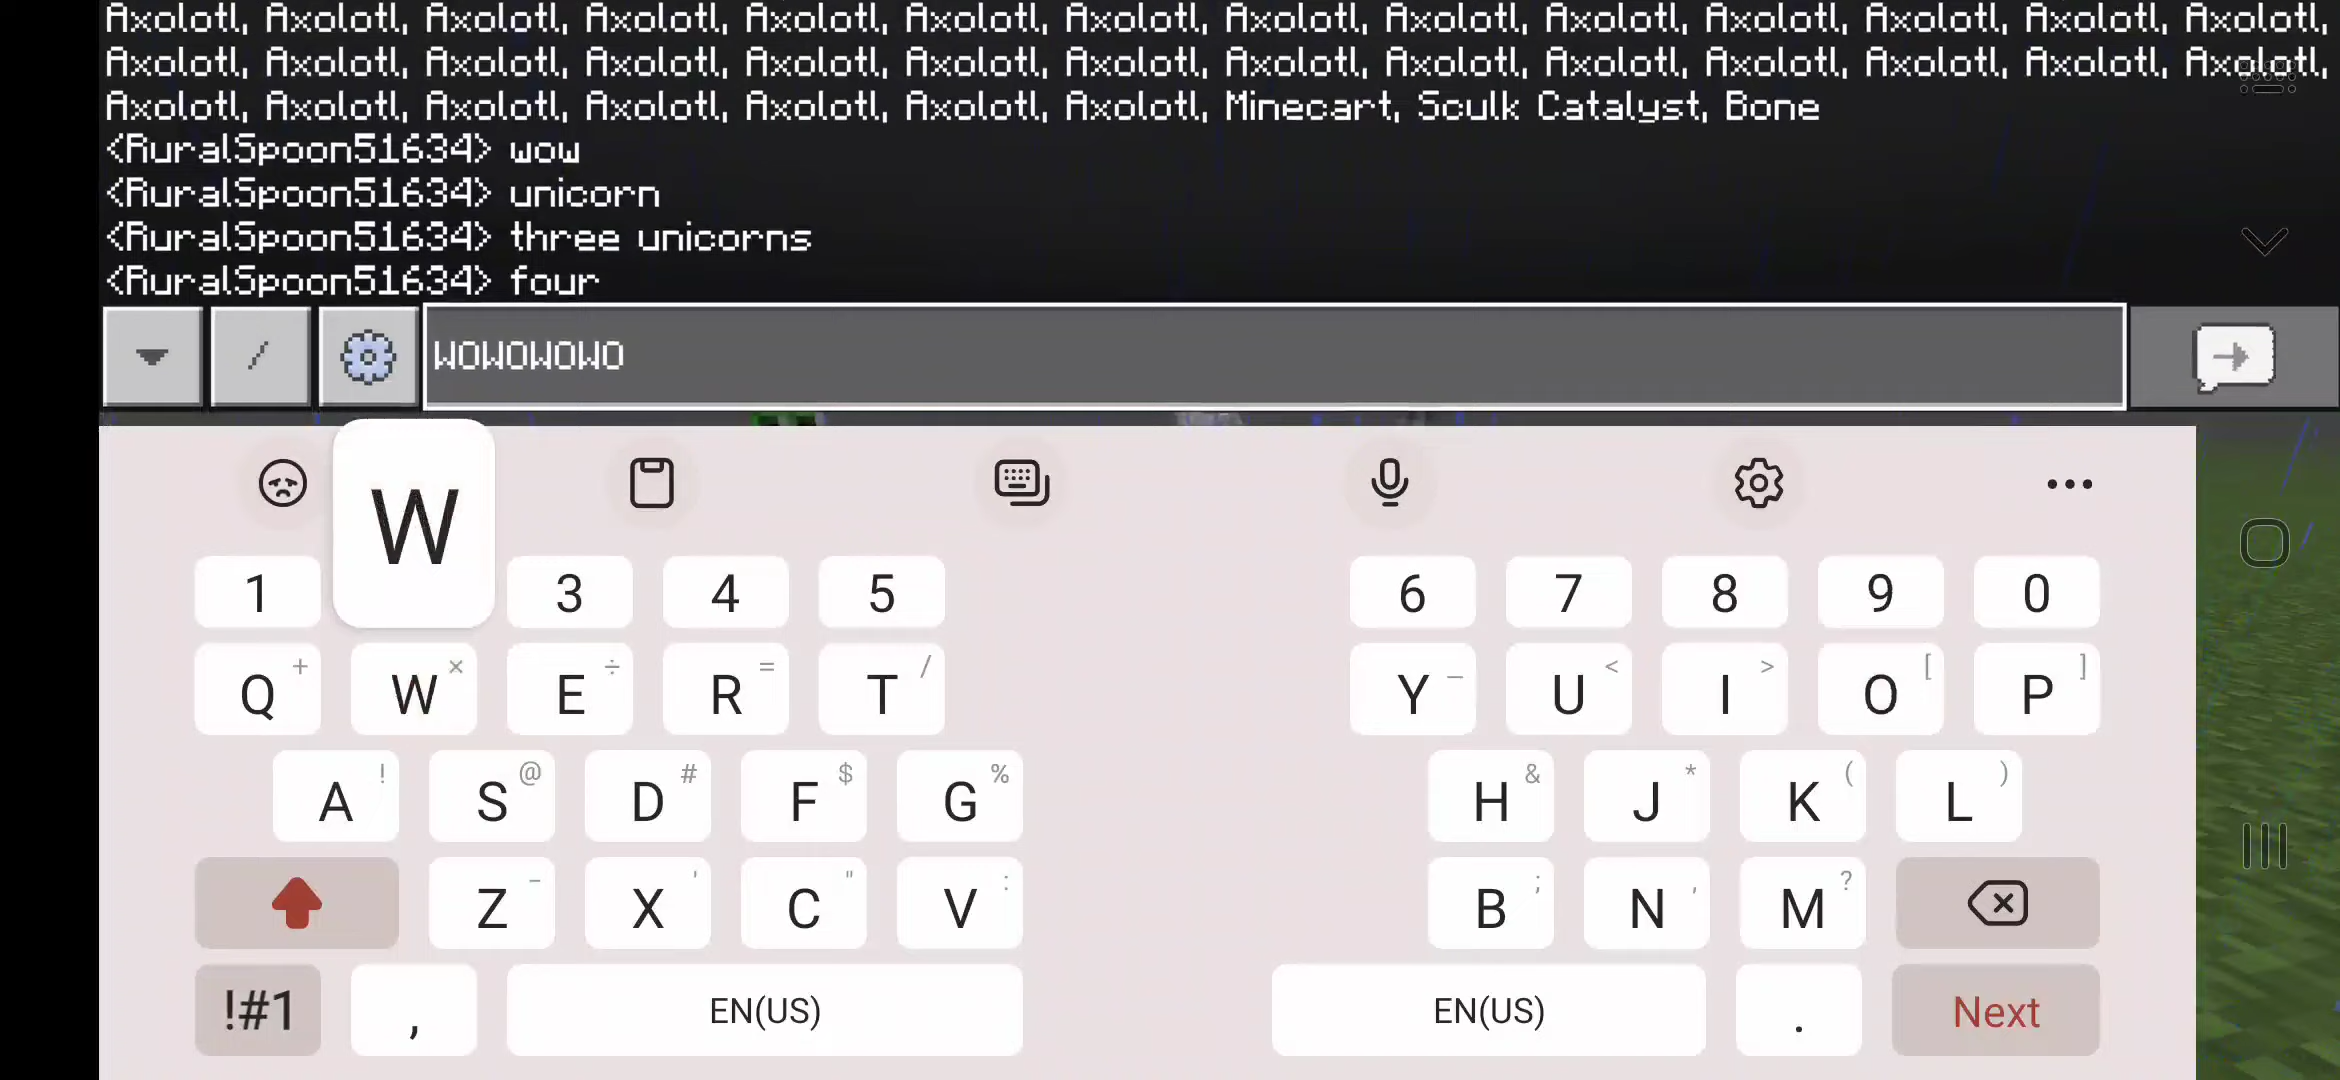 Axolotl, Axolotl, Axolotl, Axolotl, Axolotl, Axolotl, Axolotl, Axolotl, Axolotl, Axolotl, Axolotl, Axolotl, Axolotl, Axolotl,
Axolotl, Axolotl, Axolotl, Axolotl, Axolotl, Axolotl, Axolotl, Axolotl, Axolotl, Axolotl, Axolotl, Axolotl, Axolotl, Axolotl,
Axolotl, Axolotl, Axolotl, Axolotl, Axolotl, Axolotl, Axolotl, Minecart, Sculk Catalyst, Bone
<RuralSpoon51634> wow
<RuralSpoon51634> unicorn
<RuralSpoon51634> three unicorns
<RuralSpoon51634> four
/ WOWOWOWO
W
1 3 4 5 6 7 8 9 0
Q + W × E ÷ R = T / Y _ U < I > O [ P ]
A ! S @ D # F $ G % H & J * K ( L )
Z - X ' C " V : B ; N , M ?
!#1 , EN(US) EN(US) . Next